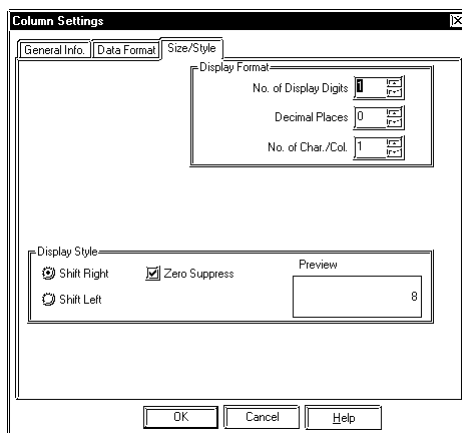 Column Settings
General Info. Data Format Size/Style
Display Format
No. of Display Digits 1
Decimal Places 0
No. of Char./Col. 1
Display Style
Shift Right Zero Suppress Preview
Shift Left 8
OK Cancel Help